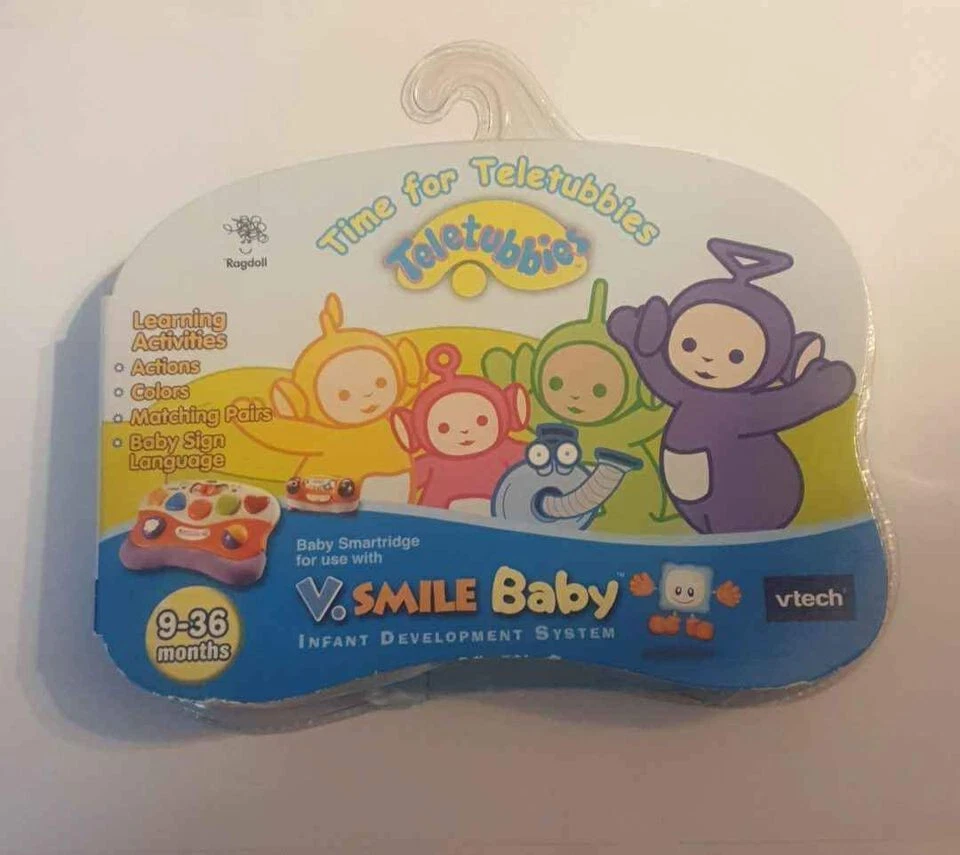 Time for Teletubbies
Teletubbies
Ragdoll
Learning
Activities
Actions
Colors
Matching Pairs
Baby Sign
Language
Baby Smartridge
for use with
V.SMILE Baby™
INFANT DEVELOPMENT SYSTEM
vtech
9-36
months